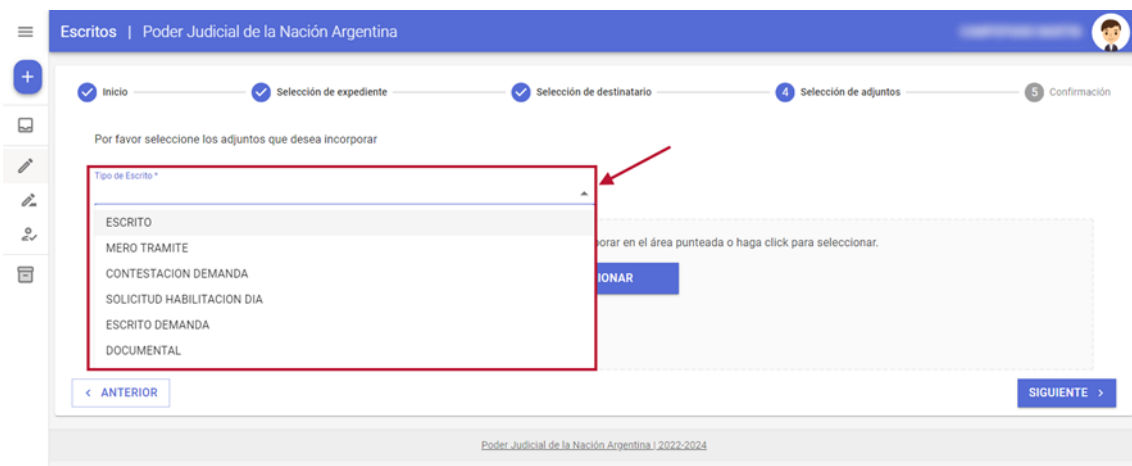 Escritos | Poder Judicial de la Nación Argentina
Inicio
Selección de expediente
Selección de destinatario
4 Selección de adjuntos
5 Confirmación
Por favor seleccione los adjuntos que desea incorporar
Tipo de Escrito *
ESCRITO
MERO TRAMITE
CONTESTACION DEMANDA
SOLICITUD HABILITACION DIA
ESCRITO DEMANDA
DOCUMENTAL
en el área punteada o haga click para seleccionar.
< ANTERIOR
SIGUIENTE >
Poder Judicial de la Nación Argentina | 2022-2024